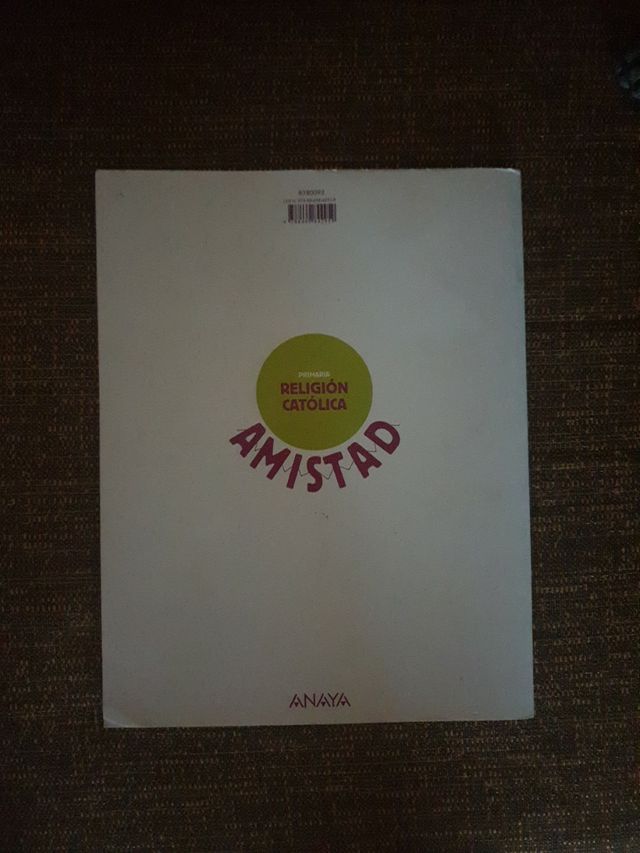 PRIMARIA
RELIGIÓN
CATÓLICA
AMISTAD
ANAYA